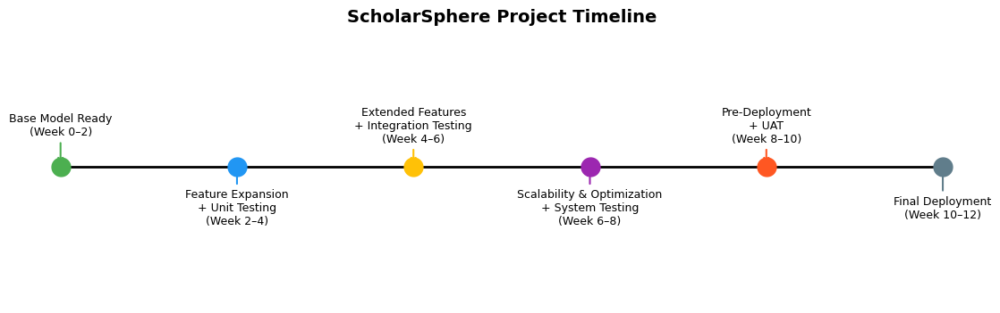 ScholarSphere Project Timeline
Base Model Ready
(Week 0–2)
Feature Expansion
+ Unit Testing
(Week 2–4)
Extended Features
+ Integration Testing
(Week 4–6)
Scalability & Optimization
+ System Testing
(Week 6–8)
Pre-Deployment
+ UAT
(Week 8–10)
Final Deployment
(Week 10–12)